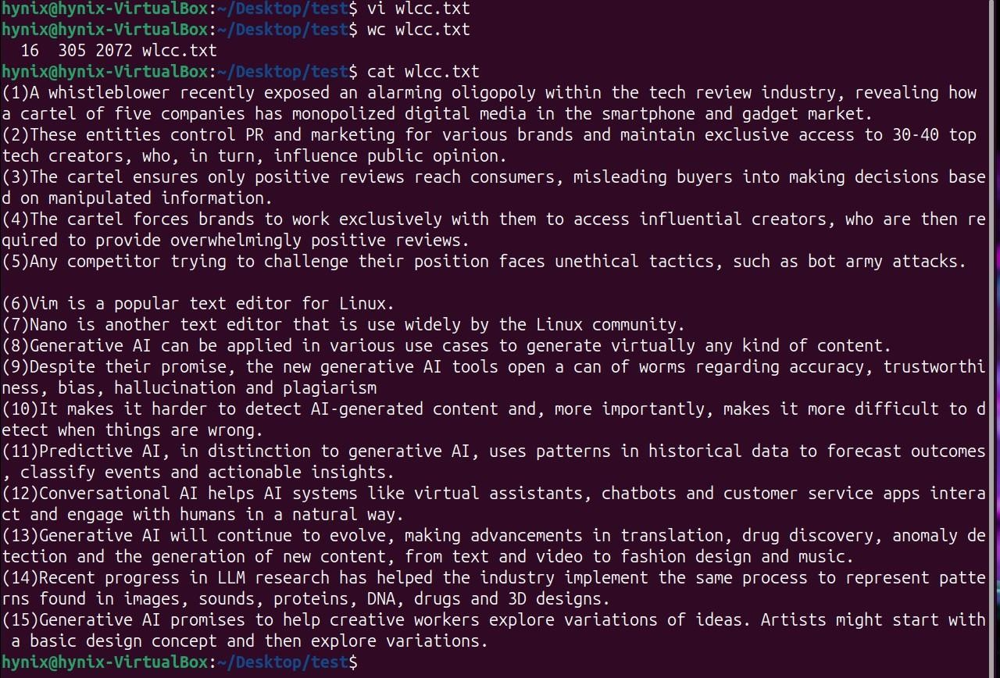 hynix@hynix-VirtualBox:~/Desktop/test$ vi wlcc.txt
hynix@hynix-VirtualBox:~/Desktop/test$ wc wlcc.txt
  16  305 2072 wlcc.txt
hynix@hynix-VirtualBox:~/Desktop/test$ cat wlcc.txt
(1)A whistleblower recently exposed an alarming oligopoly within the tech review industry, revealing how
a cartel of five companies has monopolized digital media in the smartphone and gadget market.
(2)These entities control PR and marketing for various brands and maintain exclusive access to 30-40 top
tech creators, who, in turn, influence public opinion.
(3)The cartel ensures only positive reviews reach consumers, misleading buyers into making decisions base
d on manipulated information.
(4)The cartel forces brands to work exclusively with them to access influential creators, who are then re
quired to provide overwhelmingly positive reviews.
(5)Any competitor trying to challenge their position faces unethical tactics, such as bot army attacks.

(6)Vim is a popular text editor for Linux.
(7)Nano is another text editor that is use widely by the Linux community.
(8)Generative AI can be applied in various use cases to generate virtually any kind of content.
(9)Despite their promise, the new generative AI tools open a can of worms regarding accuracy, trustworthi
ness, bias, hallucination and plagiarism
(10)It makes it harder to detect AI-generated content and, more importantly, makes it more difficult to d
etect when things are wrong.
(11)Predictive AI, in distinction to generative AI, uses patterns in historical data to forecast outcomes
, classify events and actionable insights.
(12)Conversational AI helps AI systems like virtual assistants, chatbots and customer service apps intera
ct and engage with humans in a natural way.
(13)Generative AI will continue to evolve, making advancements in translation, drug discovery, anomaly de
tection and the generation of new content, from text and video to fashion design and music.
(14)Recent progress in LLM research has helped the industry implement the same process to represent patte
rns found in images, sounds, proteins, DNA, drugs and 3D designs.
(15)Generative AI promises to help creative workers explore variations of ideas. Artists might start with
 a basic design concept and then explore variations.
hynix@hynix-VirtualBox:~/Desktop/test$